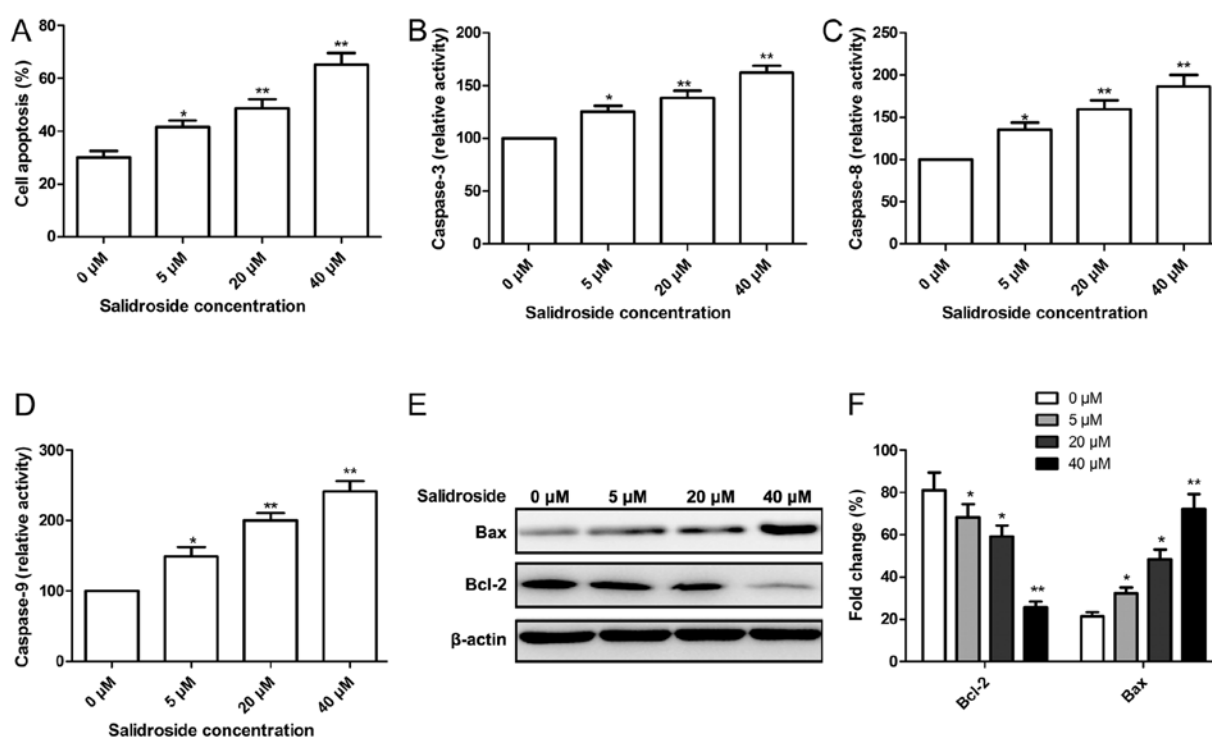 A
Cell apoptosis (%)
80
60
40
20
0
*
**
**
0 µM
5 µM
20 µM
40 µM
Salidroside concentration
B
Caspase-3 (relative activity)
200
150
100
50
0
*
**
**
0 µM
5 µM
20 µM
40 µM
Salidroside concentration
C
Caspase-8 (relative activity)
250
200
150
100
50
0
*
**
**
0 µM
5 µM
20 µM
40 µM
Salidroside concentration
D
Caspase-9 (relative activity)
300
200
100
0
*
**
**
0 µM
5 µM
20 µM
40 µM
Salidroside concentration
E
Salidroside 0 µM 5 µM 20 µM 40 µM
Bax
Bcl-2
β-actin
F
0 µM
5 µM
20 µM
40 µM
Fold change (%)
100
80
60
40
20
0
*
*
**
*
*
**
Bcl-2
Bax